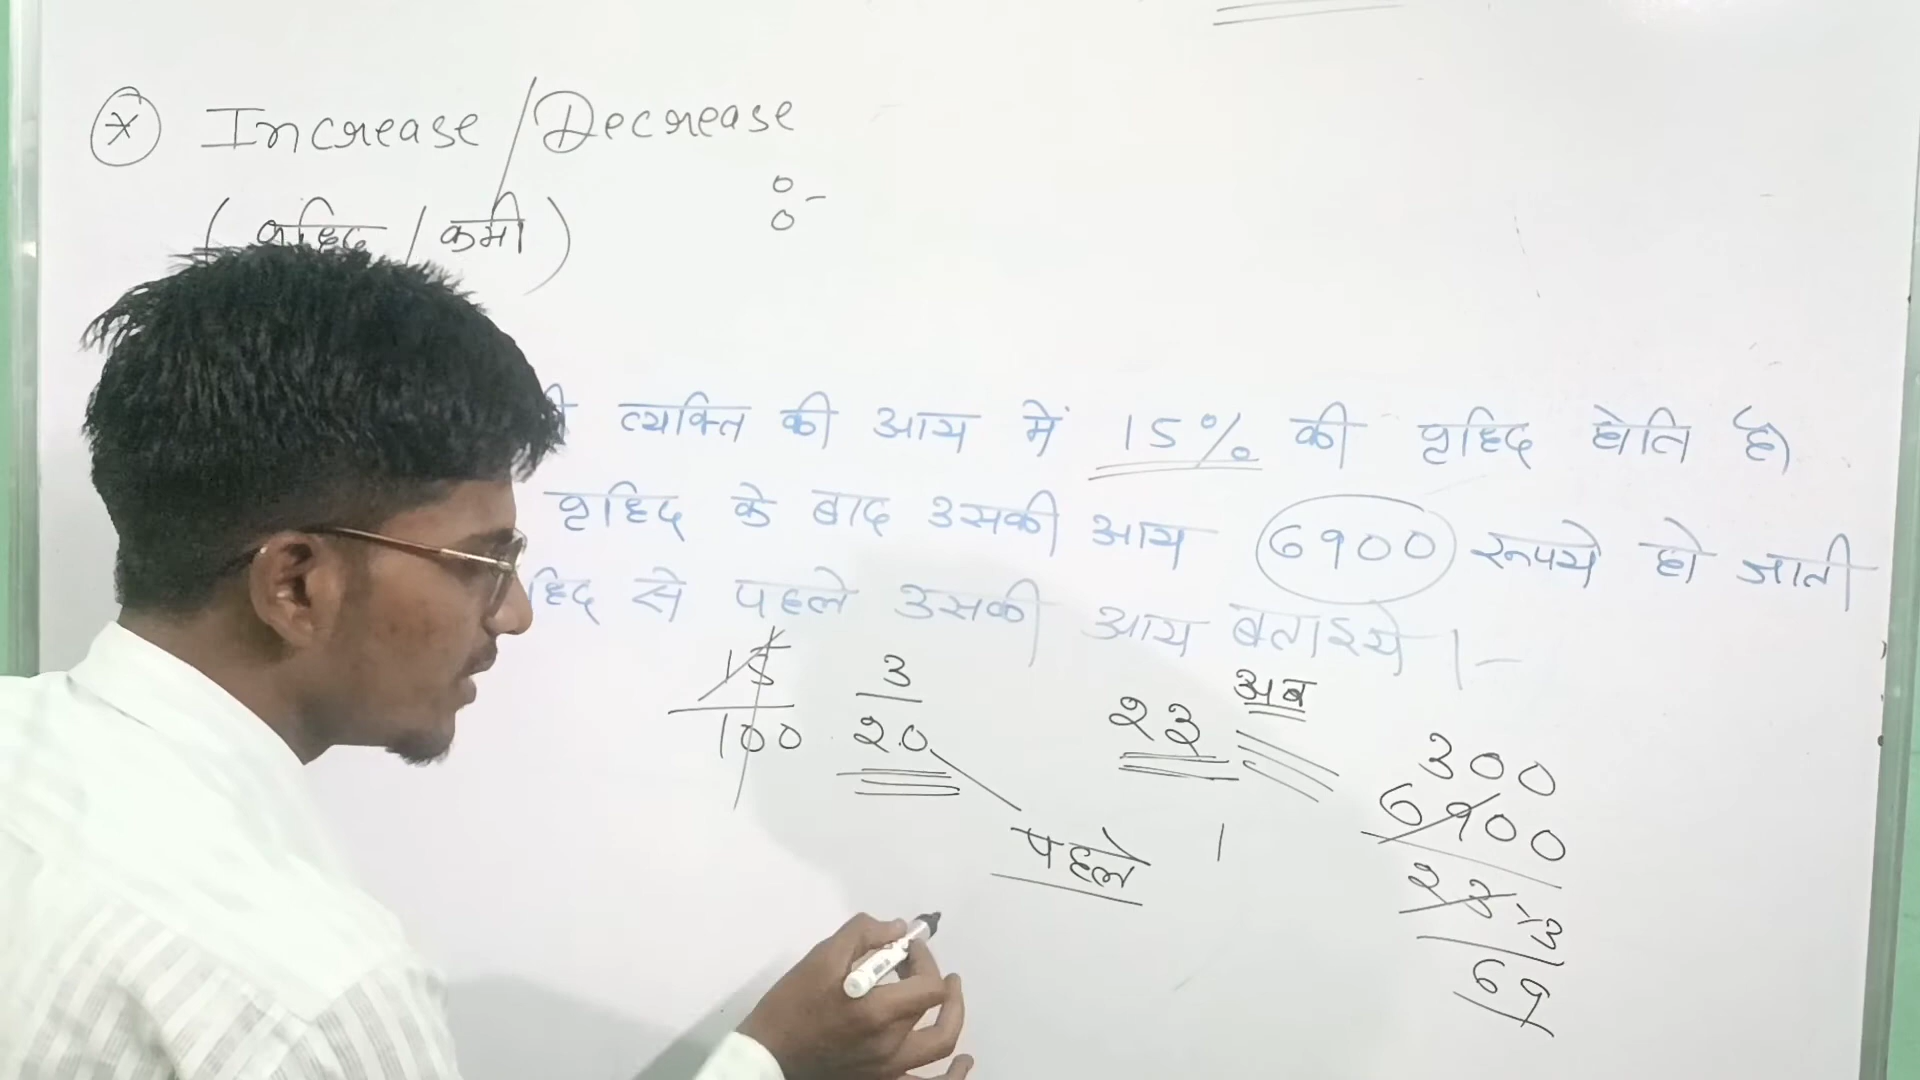 * Increase/Decrease
(वृद्धि/कमी) :-
व्यक्ति की आय में 15% की वृद्धि होति है।
वृद्धि के बाद उसकी आय 6900 रूपये हो जाती
से पहले उसकी आय बताइये।-
15/100 3/20 23 अब
पहले
300
6900
23 × 3
69